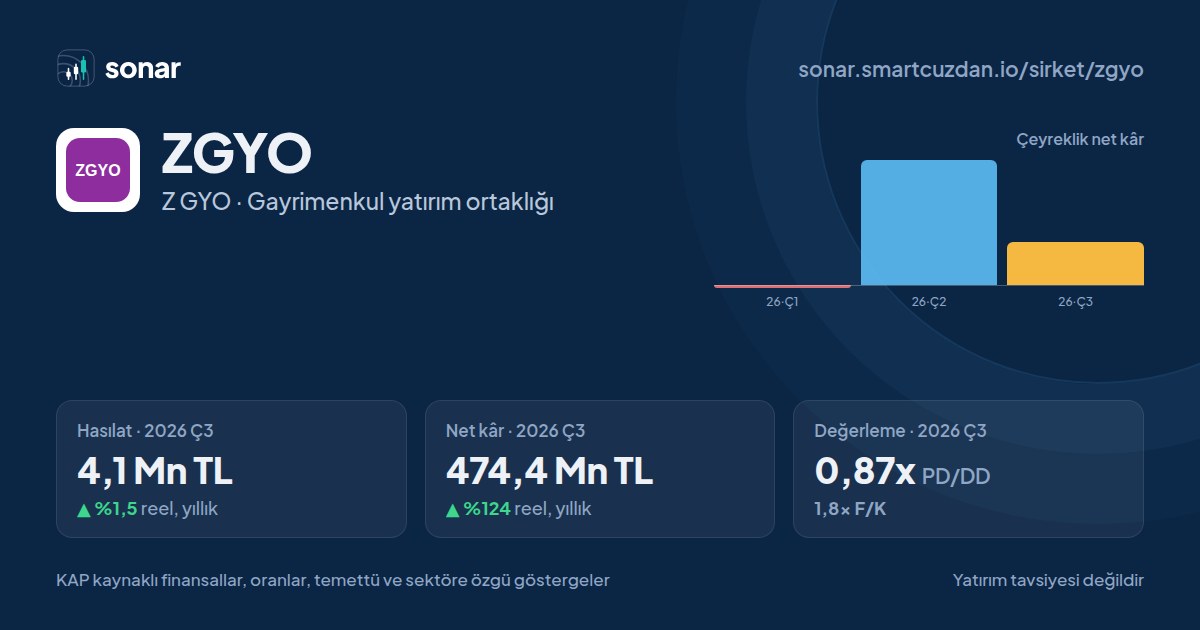 sonar
sonar.smartcuzdan.io/sirket/zgyo
ZGYO
ZGYO
Z GYO · Gayrimenkul yatırım ortaklığı
Çeyreklik net kâr
26·Ç1 26·Ç2 26·Ç3
Hasılat · 2026 Ç3
4,1 Mn TL
▲ %1,5 reel, yıllık
Net kâr · 2026 Ç3
474,4 Mn TL
▲ %124 reel, yıllık
Değerleme · 2026 Ç3
0,87x PD/DD
1,8× F/K
KAP kaynaklı finansallar, oranlar, temettü ve sektöre özgü göstergeler
Yatırım tavsiyesi değildir